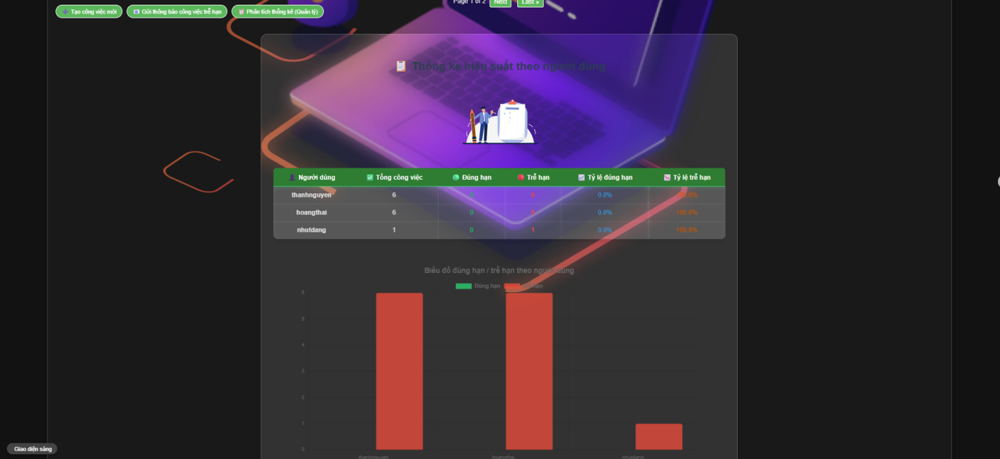 Page 1 of 2 Next Last »
Tạo công việc mới Gửi thông báo công việc trễ hạn Phân tích thống kê (Quản lý)
Thống kê hiệu suất theo người dùng
Người dùng Tổng công việc Đúng hạn Trễ hạn Tỷ lệ đúng hạn Tỷ lệ trễ hạn
thanhnguyen 6 0 6 0.0% 100.0%
hoangthai 6 0 6 0.0% 100.0%
nhutdang 1 0 1 0.0% 100.0%
Biểu đồ đúng hạn / trễ hạn theo người dùng
Đúng hạn Trễ hạn
6
5
4
3
2
1
0
thanhnguyen hoangthai nhutdang
Giao diện sáng